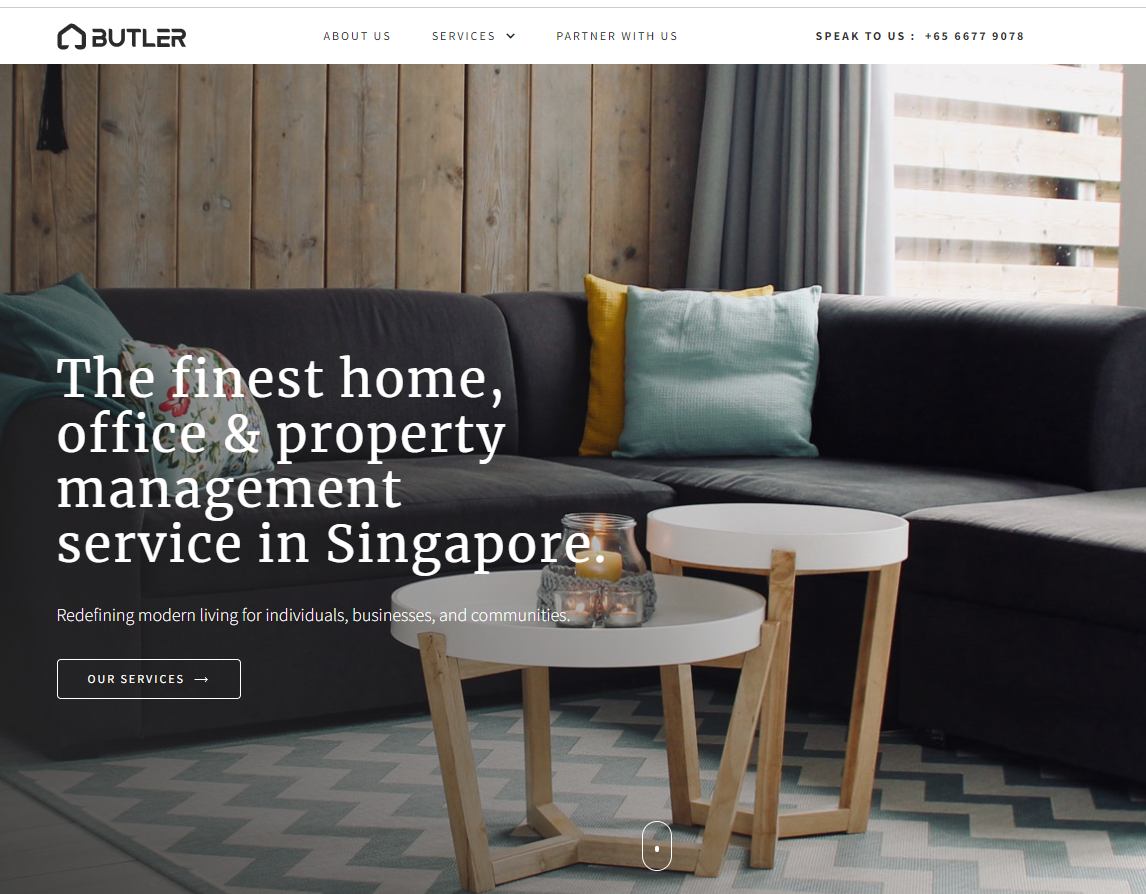 BUTLER
ABOUT US
SERVICES
PARTNER WITH US
SPEAK TO US : +65 6677 9078
The finest home,
office & property
management
service in Singapore.
Redefining modern living for individuals, businesses, and communities.
OUR SERVICES →